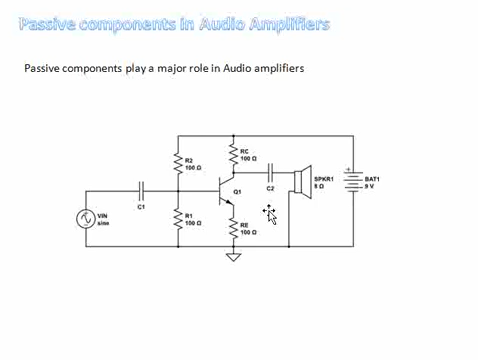 Passive components in Audio Amplifiers
Passive components play a major role in Audio amplifiers
R2
100 Ω
RC
100 Ω
C2
SPKR1
8 Ω
+
BAT1
9 V
C1
Q1
VIN
sine
R1
100 Ω
RE
100 Ω